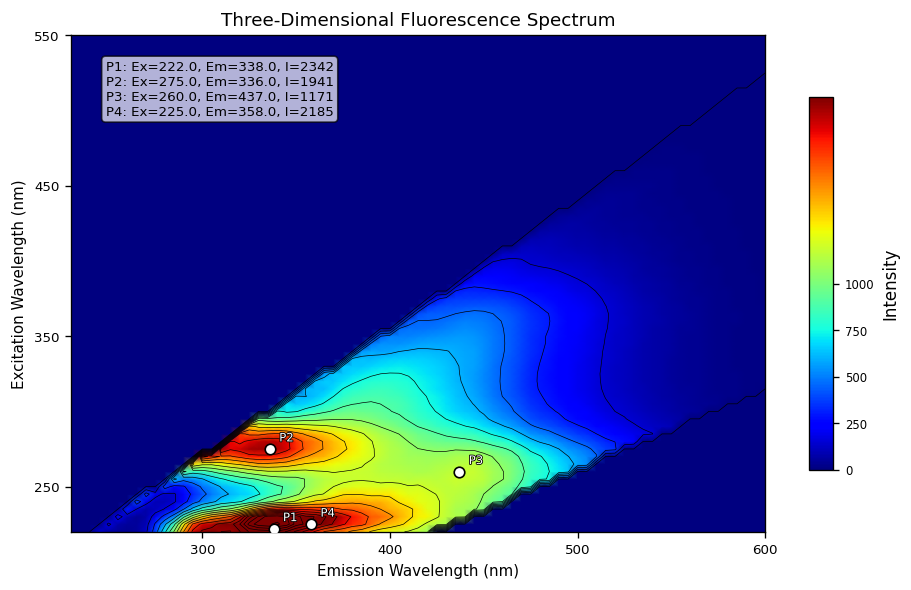 Three-Dimensional Fluorescence Spectrum
550
450
350
250
P1: Ex=222.0, Em=338.0, I=2342
P2: Ex=275.0, Em=336.0, I=1941
P3: Ex=260.0, Em=437.0, I=1171
P4: Ex=225.0, Em=358.0, I=2185
P2
P3
P1
P4
300
400
500
600
Excitation Wavelength (nm)
Emission Wavelength (nm)
1000
750
500
250
0
Intensity